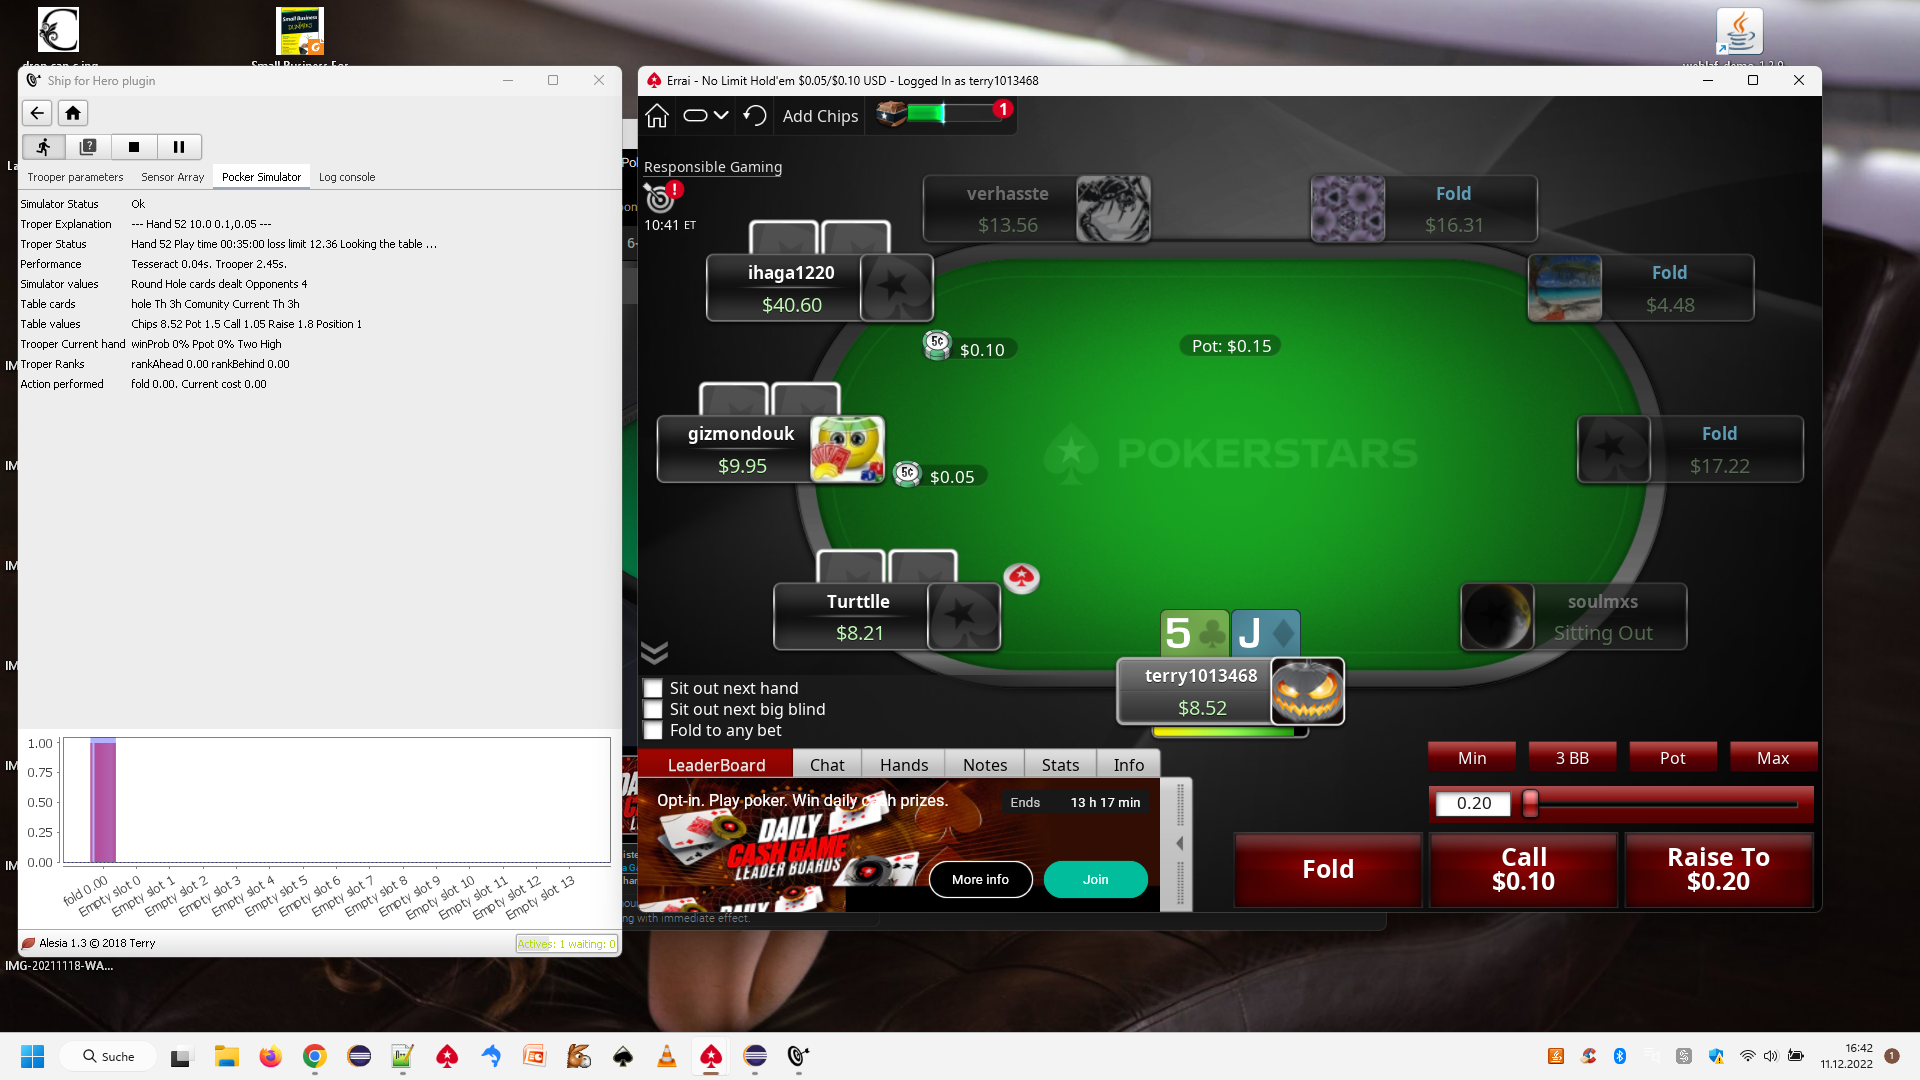 Small Business For
DUMMIES
Ship for Hero plugin
Trooper parameters
Sensor Array
Pocker Simulator
Log console
Simulator Status Ok
Troper Explanation --- Hand 52 10.0 0.1,0.05 ---
Troper Status Hand 52 Play time 00:35:00 loss limit 12.36 Looking the table ...
Performance Tesseract 0.04s. Trooper 2.45s.
Simulator values Round Hole cards dealt Opponents 4
Table cards hole Th 3h Comunity Current Th 3h
Table values Chips 8.52 Pot 1.5 Call 1.05 Raise 1.8 Position 1
Trooper Current hand winProb 0% Ppot 0% Two High
Troper Ranks rankAhead 0.00 rankBehind 0.00
Action performed fold 0.00. Current cost 0.00
1.00
0.75
0.50
0.25
0.00
fold 0.00
Empty slot 0
Empty slot 1
Empty slot 2
Empty slot 3
Empty slot 4
Empty slot 5
Empty slot 6
Empty slot 7
Empty slot 8
Empty slot 9
Empty slot 10
Empty slot 11
Empty slot 12
Empty slot 13
Alesia 1.3 © 2018 Terry
Actives: 1 waiting: 0
IMG-20211118-WA...
Errai - No Limit Hold'em $0.05/$0.10 USD - Logged In as terry1013468
Add Chips
1
Responsible Gaming
10:41 ET
verhasste
$13.56
Fold
$16.31
ihaga1220
$40.60
Fold
$4.48
5¢
$0.10
Pot: $0.15
gizmondouk
$9.95
5¢
$0.05
POKERSTARS
Fold
$17.22
Turttlle
$8.21
soulmxs
Sitting Out
5 J
terry1013468
$8.52
Sit out next hand
Sit out next big blind
Fold to any bet
LeaderBoard
Chat
Hands
Notes
Stats
Info
Opt-in. Play poker. Win daily cash prizes.
Ends 13 h 17 min
DAILY
CASH GAME
LEADER BOARDS
More info
Join
DAILY
ng with immediate effect.
Min
3 BB
Pot
Max
0.20
Fold
Call
$0.10
Raise To
$0.20
Suche
16:42
11.12.2022
1